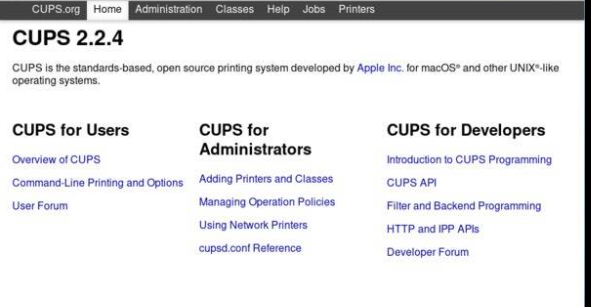 CUPS.org Home Administration Classes Help Jobs Printers
CUPS 2.2.4
CUPS is the standards-based, open source printing system developed by Apple Inc. for macOS® and other UNIX®-like
operating systems.
CUPS for Users
Overview of CUPS
Command-Line Printing and Options
User Forum
CUPS for
Administrators
Adding Printers and Classes
Managing Operation Policies
Using Network Printers
cupsd.conf Reference
CUPS for Developers
Introduction to CUPS Programming
CUPS API
Filter and Backend Programming
HTTP and IPP APIs
Developer Forum